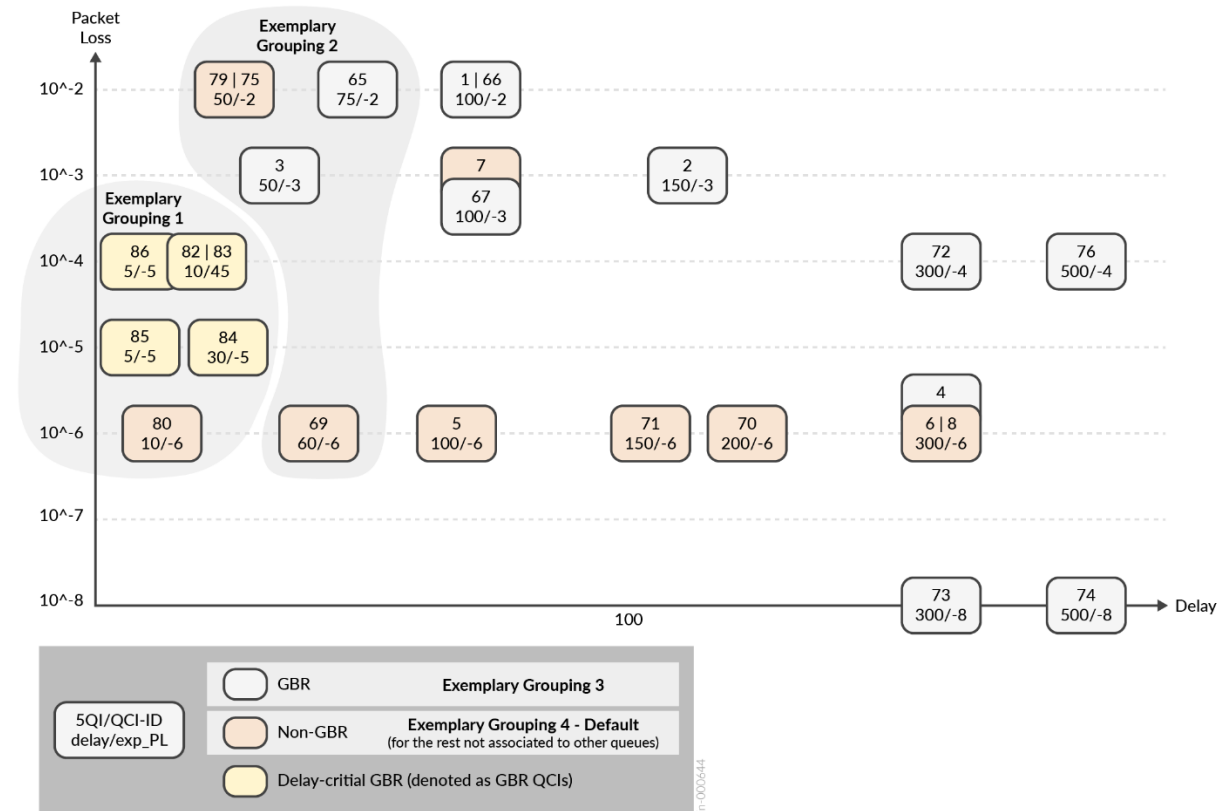 Packet
Loss
Exemplary
Grouping 2
10^-2
79 | 75
50/-2
65
75/-2
1 | 66
100/-2
10^-3
3
50/-3
7
67
100/-3
2
150/-3
Exemplary
Grouping 1
10^-4
86
5/-5
82 | 83
10/45
72
300/-4
76
500/-4
10^-5
85
5/-5
84
30/-5
10^-6
80
10/-6
69
60/-6
5
100/-6
71
150/-6
70
200/-6
4
6 | 8
300/-6
10^-7
10^-8
73
300/-8
74
500/-8
Delay
100
5QI/QCI-ID
delay/exp_PL
GBR
Exemplary Grouping 3
Non-GBR
Exemplary Grouping 4 - Default
(for the rest not associated to other queues)
Delay-critial GBR (denoted as GBR QCIs)
n-000644